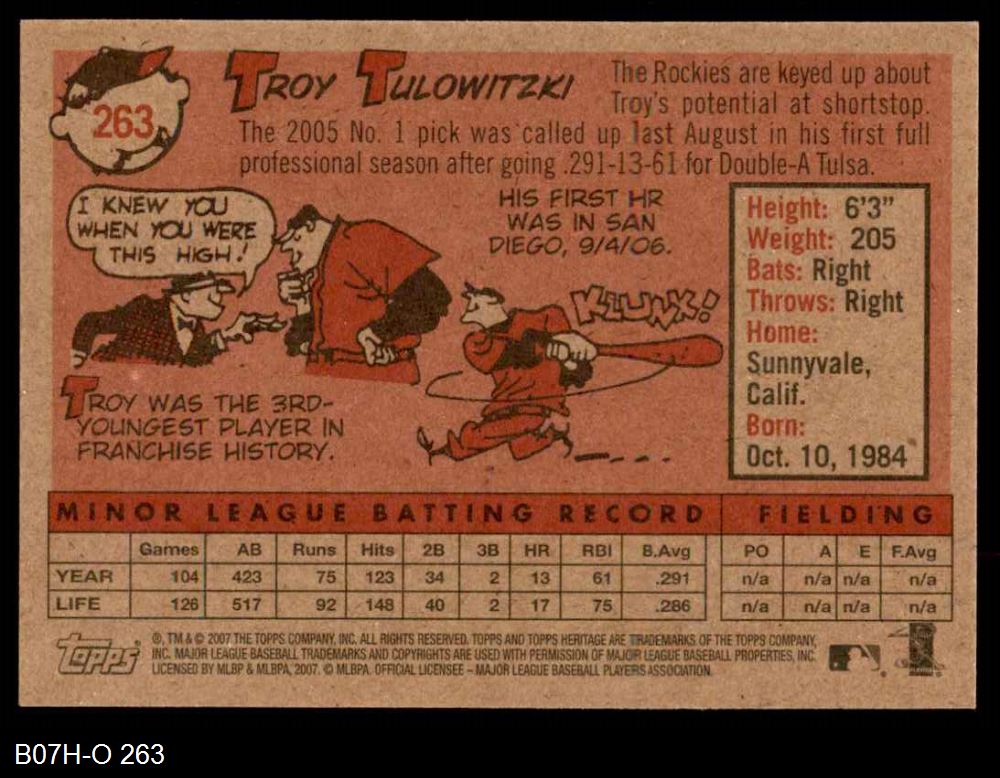 263
TROY TULOWITZKI
The Rockies are keyed up about
Troy's potential at shortstop.
The 2005 No. 1 pick was called up last August in his first full
professional season after going .291-13-61 for Double-A Tulsa.
I KNEW YOU
WHEN YOU WERE
THIS HIGH!
HIS FIRST HR
WAS IN SAN
DIEGO, 9/4/06.
KLUNK!
TROY WAS THE 3RD-
YOUNGEST PLAYER IN
FRANCHISE HISTORY.
Height: 6'3"
Weight: 205
Bats: Right
Throws: Right
Home:
Sunnyvale,
Calif.
Born:
Oct. 10, 1984
MINOR LEAGUE BATTING RECORD FIELDING
Games AB Runs Hits 2B 3B HR RBI B.Avg PO A E F.Avg
YEAR 104 423 75 123 34 2 13 61 .291 n/a n/a n/a n/a
LIFE 126 517 92 148 40 2 17 75 .286 n/a n/a n/a n/a
Topps
®, TM & © 2007 THE TOPPS COMPANY, INC. ALL RIGHTS RESERVED. TOPPS AND TOPPS HERITAGE ARE TRADEMARKS OF THE TOPPS COMPANY,
INC. MAJOR LEAGUE BASEBALL TRADEMARKS AND COPYRIGHTS ARE USED WITH PERMISSION OF MAJOR LEAGUE BASEBALL PROPERTIES, INC.
LICENSED BY MLBP & MLBPA, 2007. © MLBPA. OFFICIAL LICENSEE – MAJOR LEAGUE BASEBALL PLAYERS ASSOCIATION.
B07H-O 263